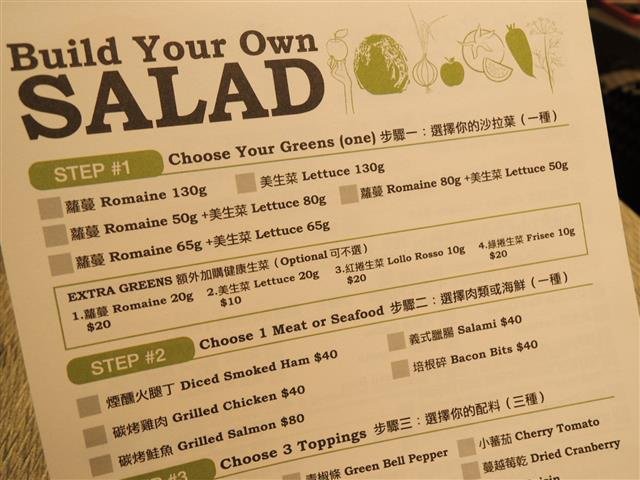 Build Your Own
SALAD
STEP #1 Choose Your Greens (one) 步驟一：選擇你的沙拉葉（一種）
蘿蔓 Romaine 130g 美生菜 Lettuce 130g
蘿蔓 Romaine 50g +美生菜 Lettuce 80g 蘿蔓 Romaine 80g +美生菜 Lettuce 50g
蘿蔓 Romaine 65g +美生菜 Lettuce 65g
EXTRA GREENS 額外加購健康生菜（Optional 可不選）
1.蘿蔓 Romaine 20g 2.美生菜 Lettuce 20g 3.紅捲生菜 Lollo Rosso 10g 4.綠捲生菜 Frisee 10g
$20 $10 $20 $20
STEP #2 Choose 1 Meat or Seafood 步驟二：選擇肉類或海鮮（一種）
煙醺火腿丁 Diced Smoked Ham $40 義式臘腸 Salami $40
碳烤雞肉 Grilled Chicken $40 培根碎 Bacon Bits $40
碳烤鮭魚 Grilled Salmon $80
#3 Choose 3 Toppings 步驟三：選擇你的配料（三種）
青椒條 Green Bell Pepper 小蕃茄 Cherry Tomato
蔓越莓乾 Dried Cranberry